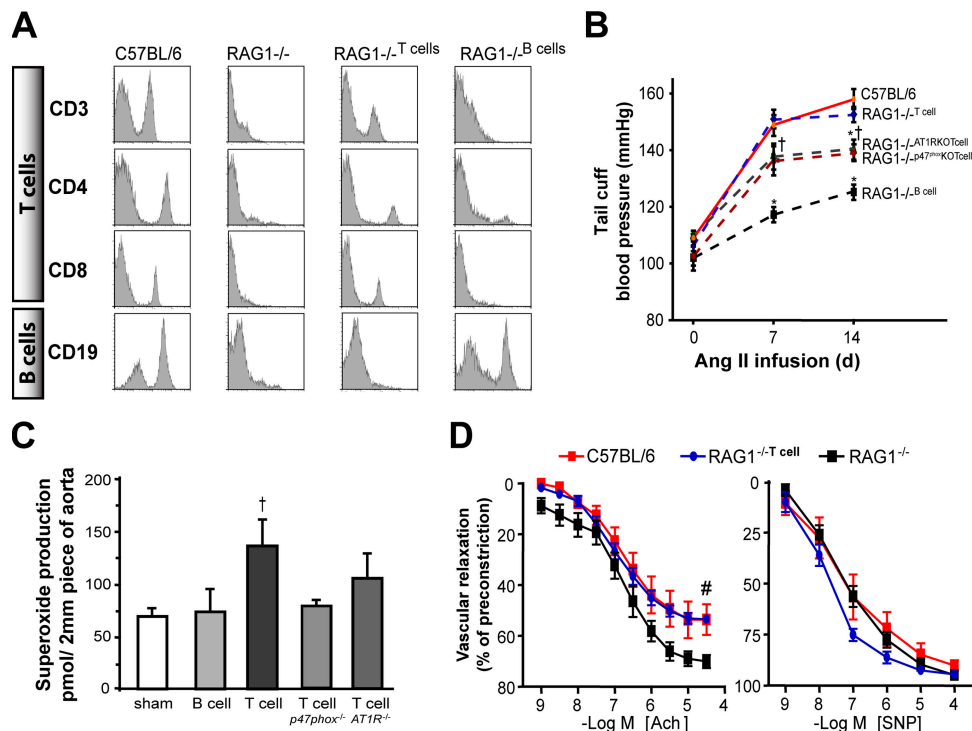 A
C57BL/6 RAG1-/- RAG1-/-T cells RAG1-/-B cells
T cells
CD3
CD4
CD8
B cells
CD19
B
Tail cuff
blood pressure (mmHg)
160
140
120
100
80
0 7 14
Ang II infusion (d)
C57BL/6
RAG1-/-T cell
*†
†
RAG1-/-AT1RKOTcell
RAG1-/-p47phoxKOTcell
*
*
RAG1-/-B cell
C
Superoxide production
pmol/ 2mm piece of aorta
200
150
100
50
0
†
sham B cell T cell T cell T cell
p47phox-/- AT1R-/-
D
C57BL/6 RAG1-/-T cell RAG1-/-
Vascular relaxation
(% of preconstriction)
0
20
40
60
80
#
9 8 7 6 5 4
-Log M [Ach]
0
25
50
75
100
9 8 7 6 5 4
-Log M [SNP]